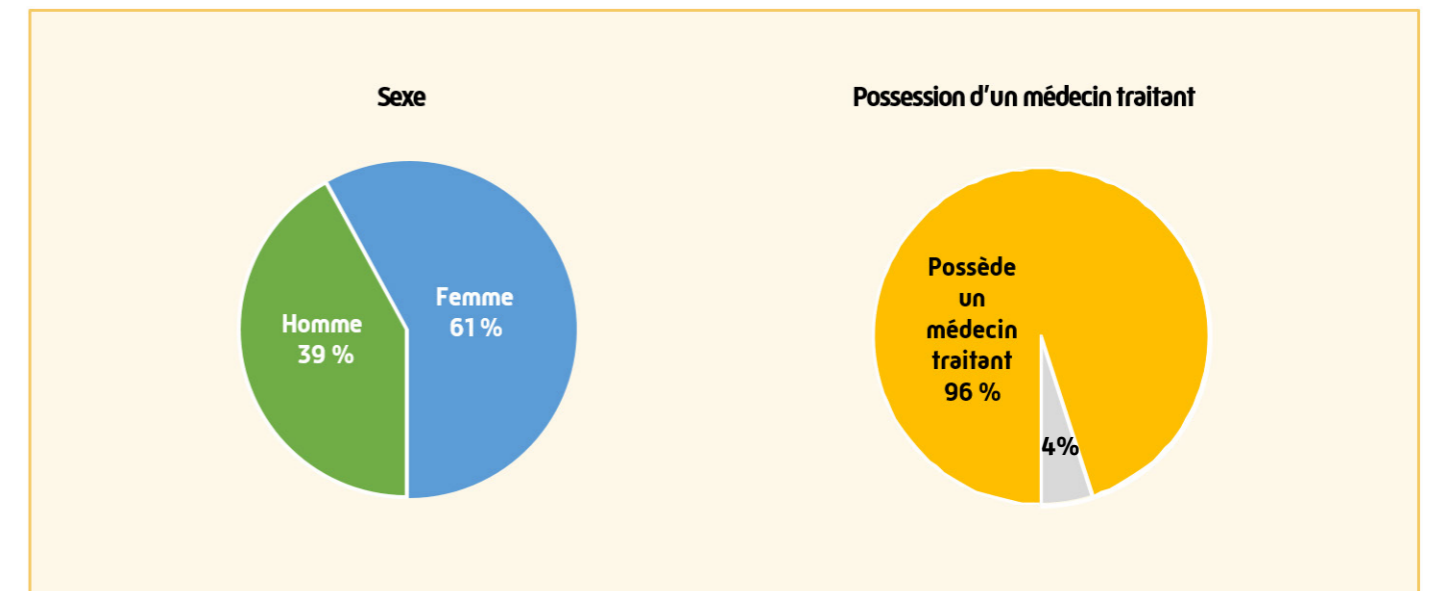 Sexe
Femme
61 %
Homme
39 %
Possession d’un médecin traitant
Possède
un
médecin
traitant
96 %
4%